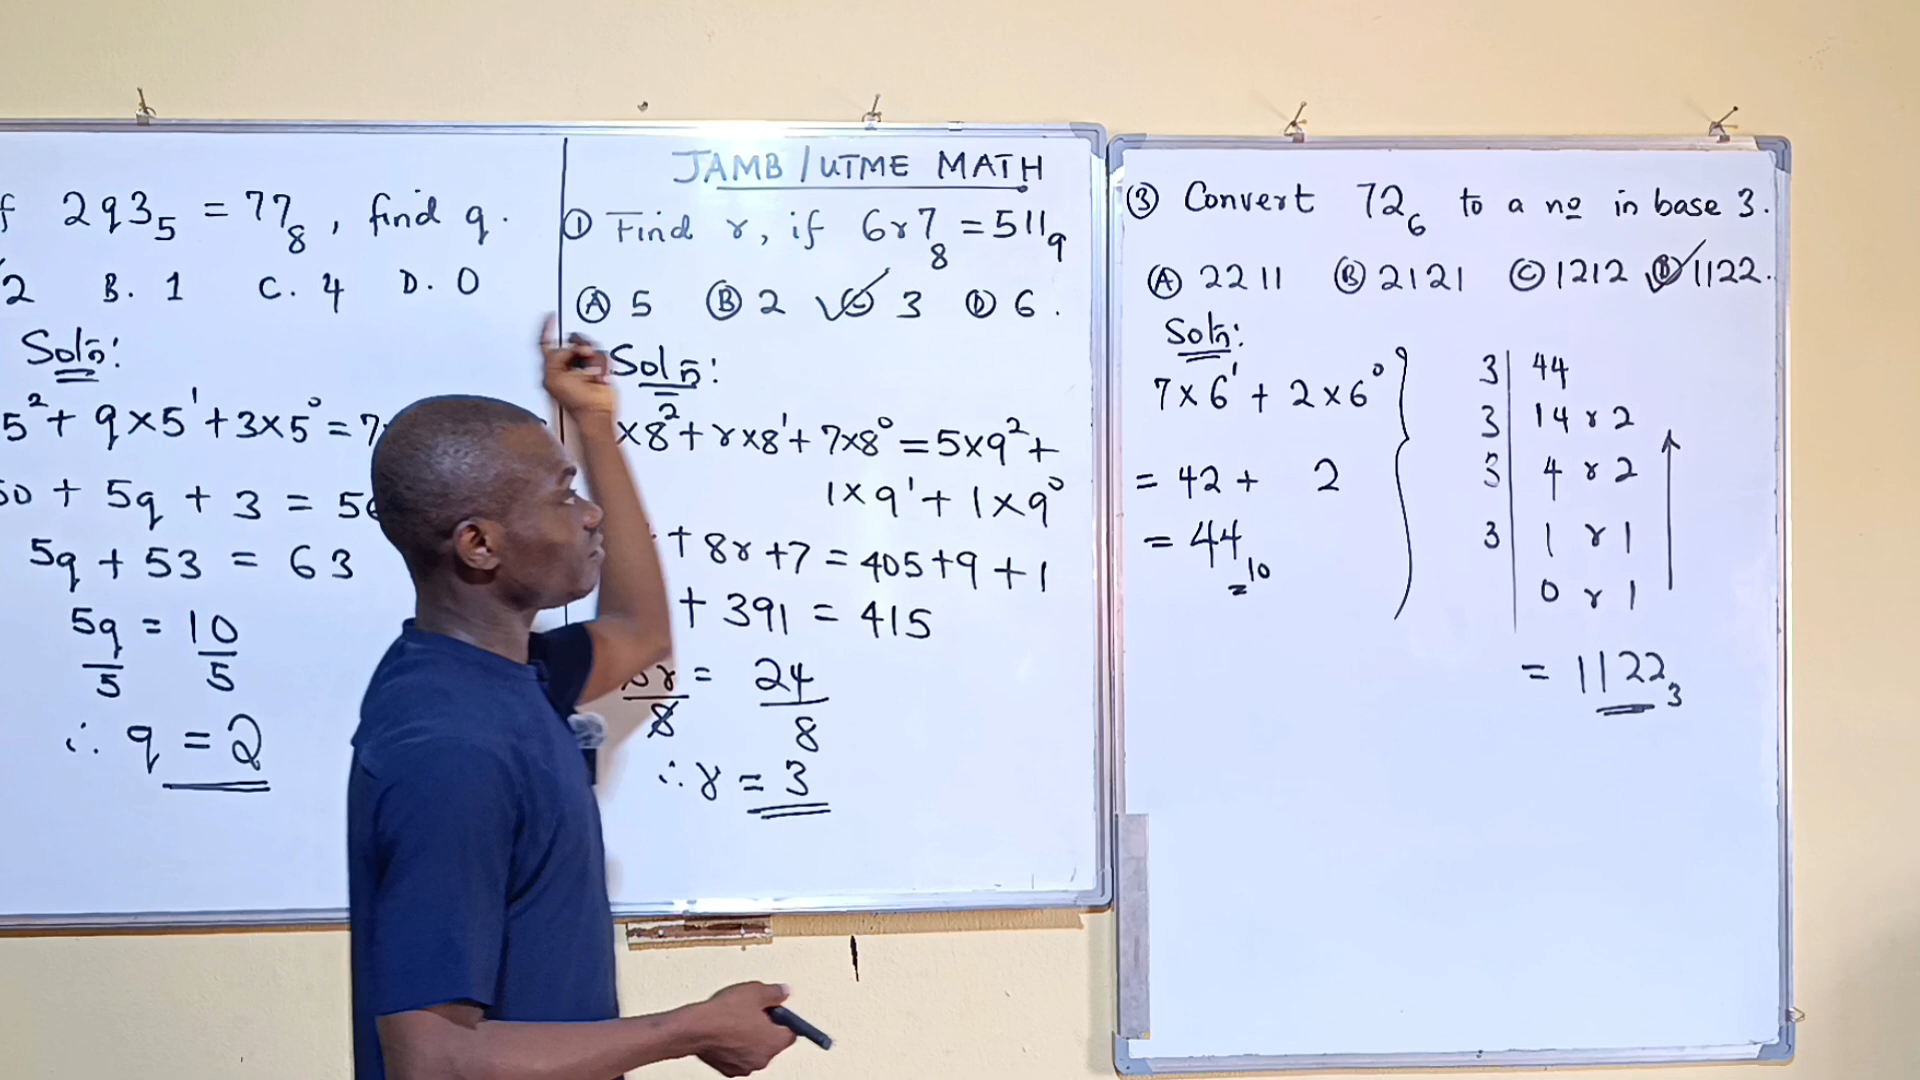 2q3₅ = 77₈, find q.
2 B. 1 C. 4 D. 0
Solñ:
5² + q×5¹ + 3×5⁰ = 7
50 + 5q + 3 = 5
5q + 53 = 63
5q/5 = 10/5
∴ q = 2
JAMB/UTME MATH
① Find r, if 6r7₈ = 511₉
Ⓐ 5 Ⓑ 2 ✓Ⓒ 3 Ⓓ 6.
Solñ:
×8² + r×8¹ + 7×8⁰ = 5×9² +
1×9¹ + 1×9⁰
+ 8r + 7 = 405 + 9 + 1
+ 391 = 415
8r/8 = 24/8
∴ r = 3
③ Convert 72₆ to a no in base 3.
Ⓐ 2211 Ⓑ 2121 Ⓒ 1212 ✓Ⓓ 1122.
Solñ:
7×6¹ + 2×6⁰
= 42 + 2
= 44₁₀
3 | 44
3 | 14 r 2
3 | 4 r 2
3 | 1 r 1
0 r 1
= 1122₃